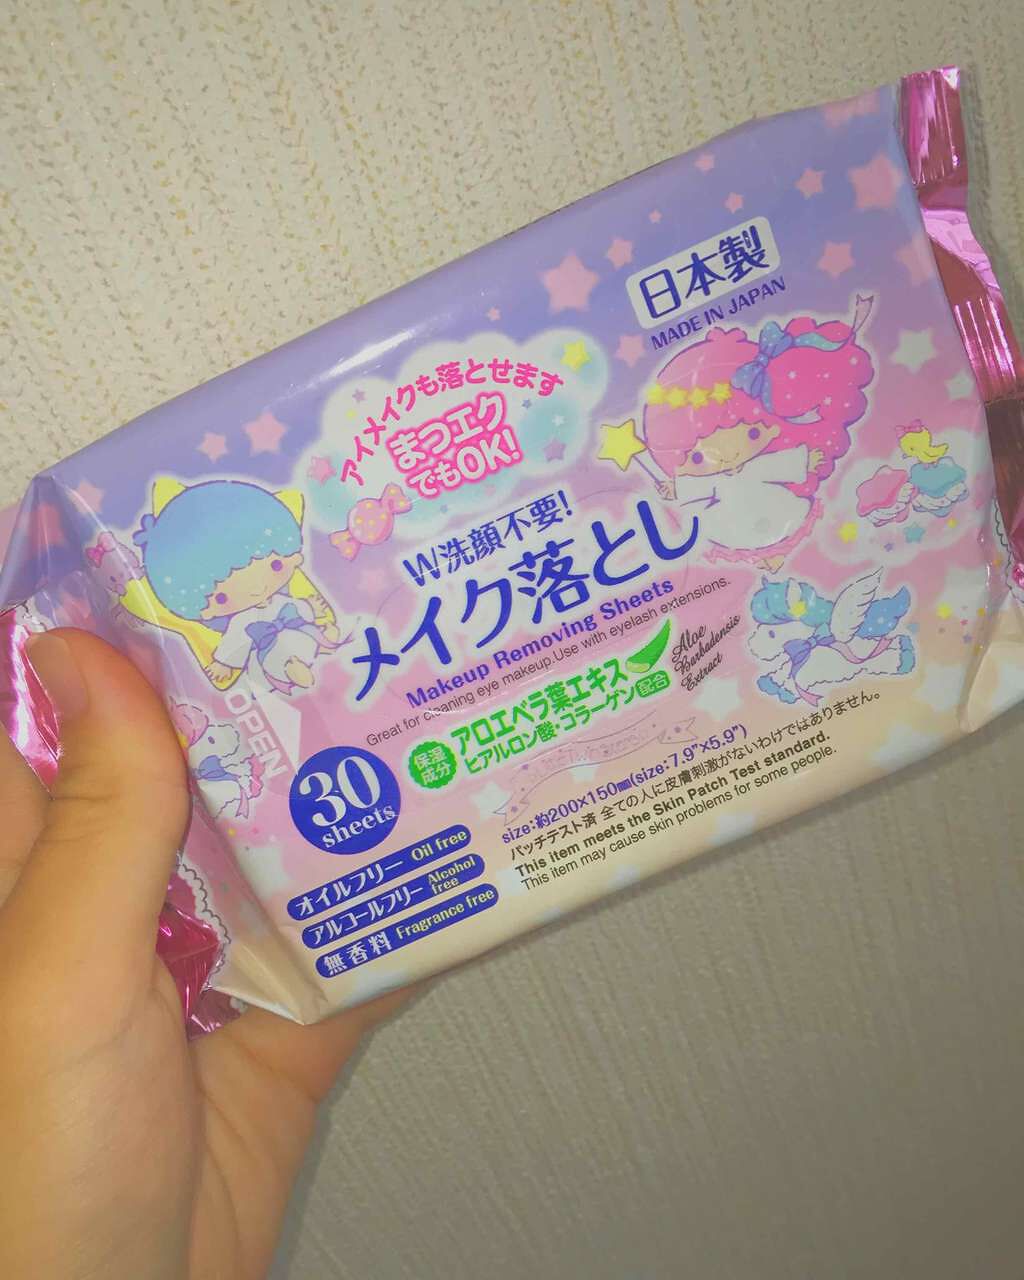 日本製
MADE IN JAPAN
アイメイクも落とせます
まつエク
でもOK!
W洗顔不要!
メイク落とし
Makeup Removing Sheets
Great for cleaning eye makeup.Use with eyelash extensions.
保湿
成分
アロエベラ葉エキス
ヒアルロン酸・コラーゲン配合
Aloe
Barbadensis
Extract
OPEN
30
sheets
size:約200×150㎜(size:7.9"×5.9")
パッチテスト済 全ての人に皮膚刺激がないわけではありません。
This item meets the Skin Patch Test standard.
This item may cause skin problems for some people.
オイルフリー Oil free
アルコールフリー Alcohol free
無香料 Fragrance free